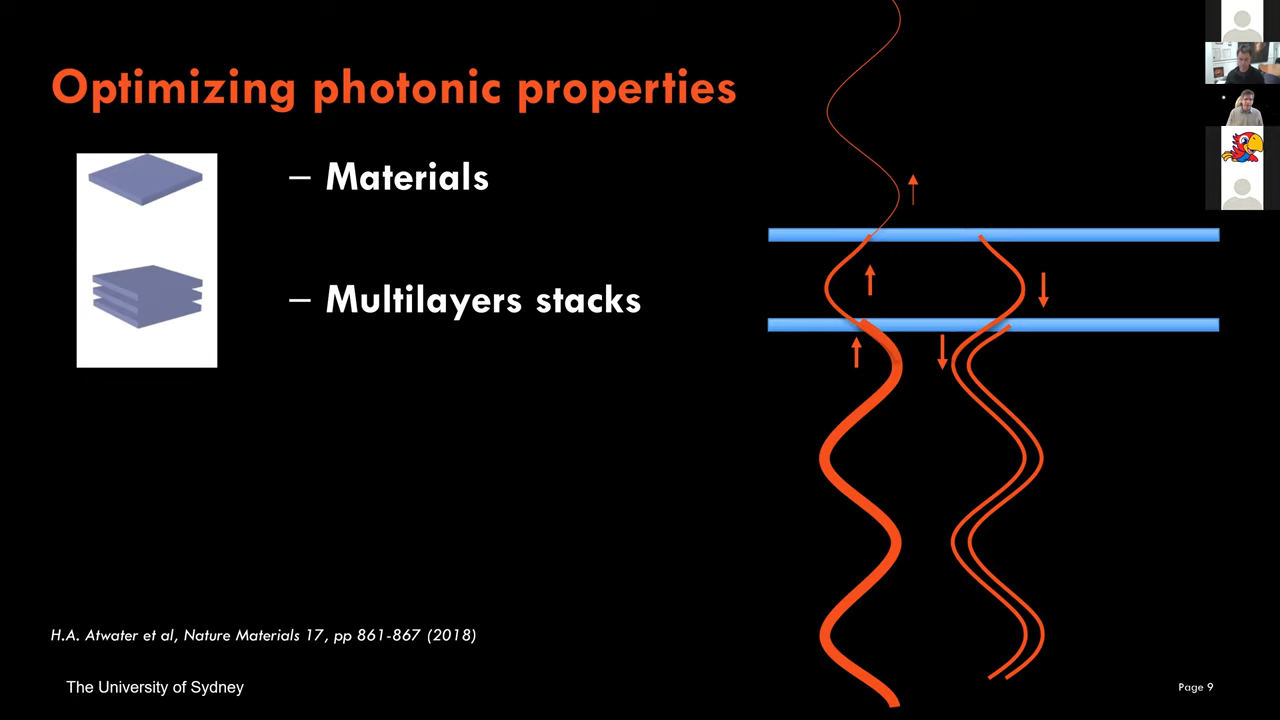 Optimizing photonic properties
– Materials
– Multilayers stacks
H.A. Atwater et al, Nature Materials 17, pp 861-867 (2018)
The University of Sydney
Page 9